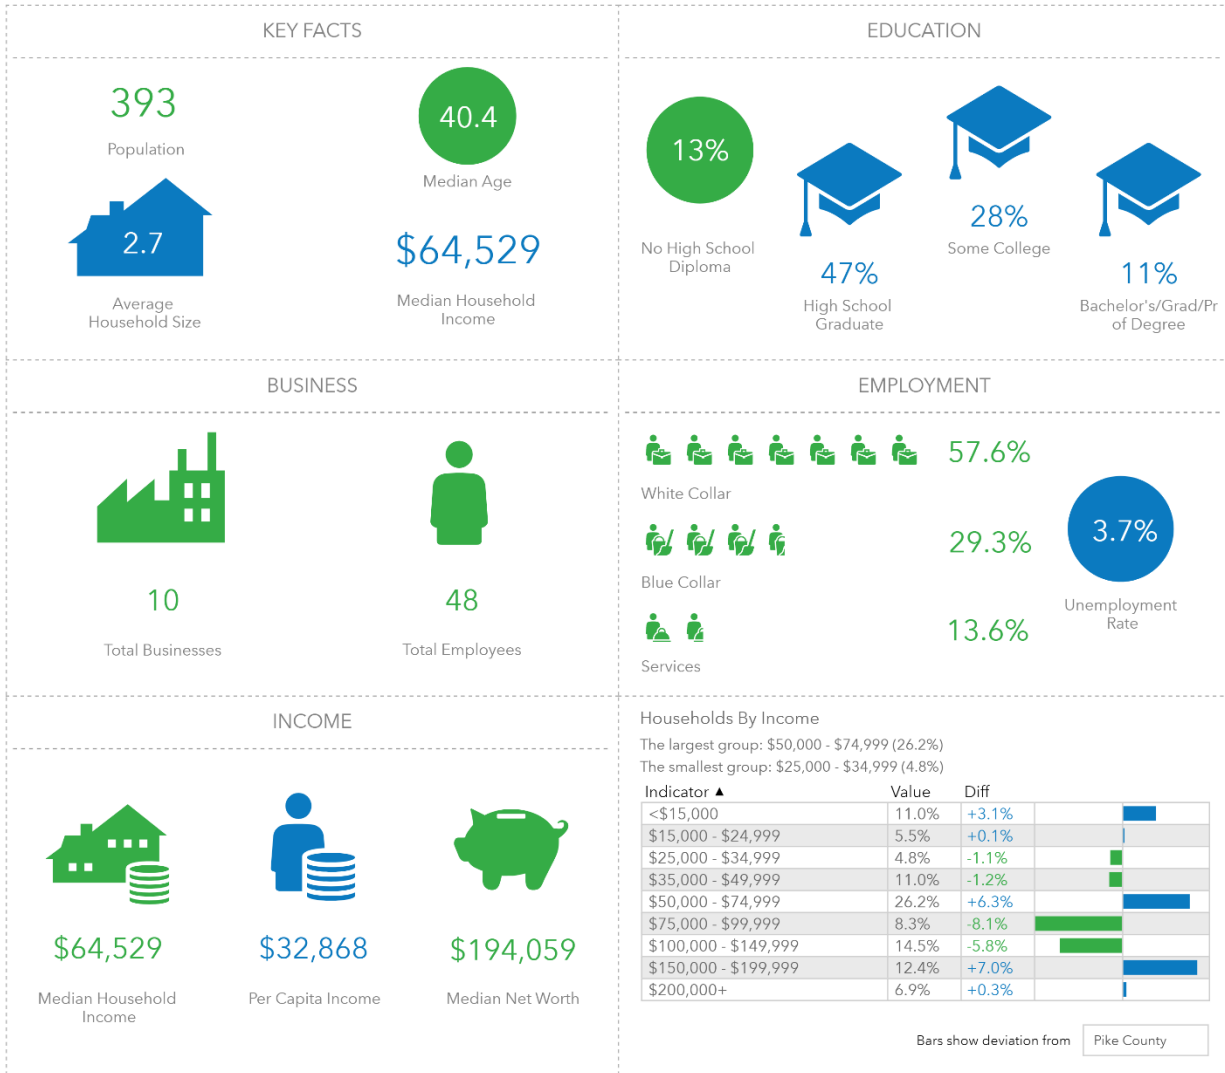 KEY FACTS
393
Population
40.4
Median Age
2.7
Average
Household Size
$64,529
Median Household
Income
EDUCATION
13%
No High School
Diploma
47%
High School
Graduate
28%
Some College
11%
Bachelor's/Grad/Pr
of Degree
BUSINESS
10
Total Businesses
48
Total Employees
EMPLOYMENT
57.6%
White Collar
29.3%
Blue Collar
13.6%
Services
3.7%
Unemployment
Rate
INCOME
$64,529
Median Household
Income
$32,868
Per Capita Income
$194,059
Median Net Worth
Households By Income
The largest group: $50,000 - $74,999 (26.2%)
The smallest group: $25,000 - $34,999 (4.8%)
Indicator ▲ Value Diff
<$15,000 11.0% +3.1%
$15,000 - $24,999 5.5% +0.1%
$25,000 - $34,999 4.8% -1.1%
$35,000 - $49,999 11.0% -1.2%
$50,000 - $74,999 26.2% +6.3%
$75,000 - $99,999 8.3% -8.1%
$100,000 - $149,999 14.5% -5.8%
$150,000 - $199,999 12.4% +7.0%
$200,000+ 6.9% +0.3%
Bars show deviation from Pike County